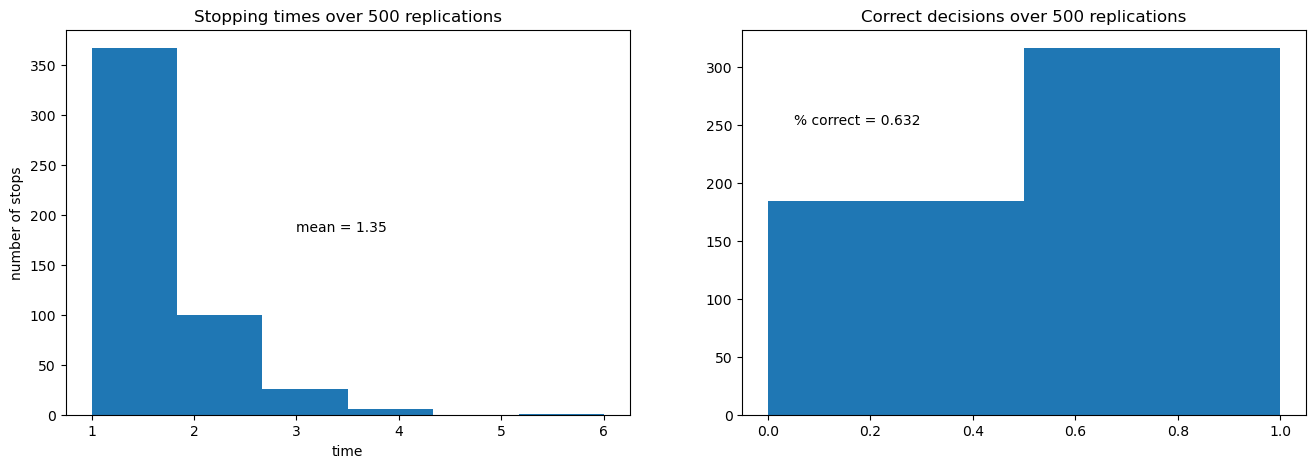 Stopping times over 500 replications
350
300
250
200
150
100
50
0
number of stops
mean = 1.35
1 2 3 4 5 6
time
Correct decisions over 500 replications
300
250
200
150
100
50
0
% correct = 0.632
0.0 0.2 0.4 0.6 0.8 1.0